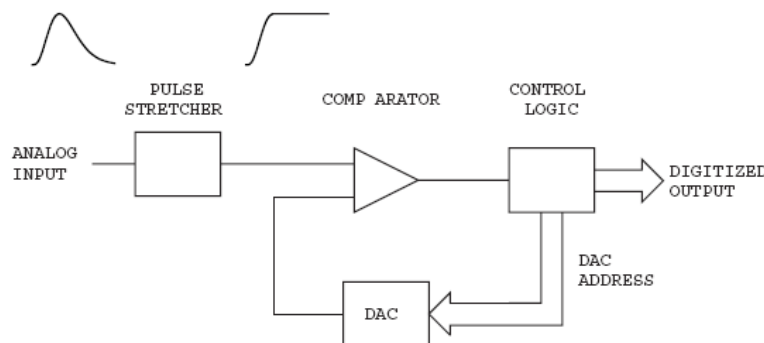 PULSE
STRETCHER
COMP ARATOR
CONTROL
LOGIC
ANALOG
INPUT
DIGITIZED
OUTPUT
DAC
ADDRESS
DAC